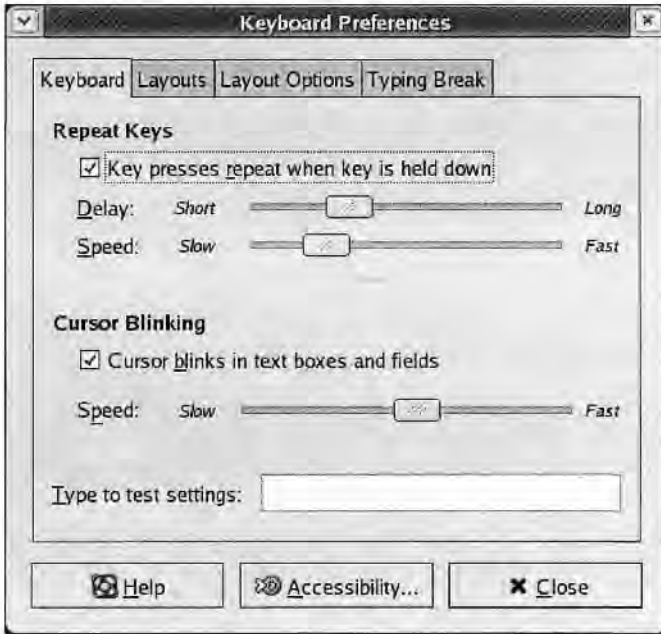 Keyboard Preferences
Keyboard Layouts Layout Options Typing Break
Repeat Keys
Key presses repeat when key is held down
Delay: Short Long
Speed: Slow Fast
Cursor Blinking
Cursor blinks in text boxes and fields
Speed: Slow Fast
Type to test settings:
Help Accessibility... Close